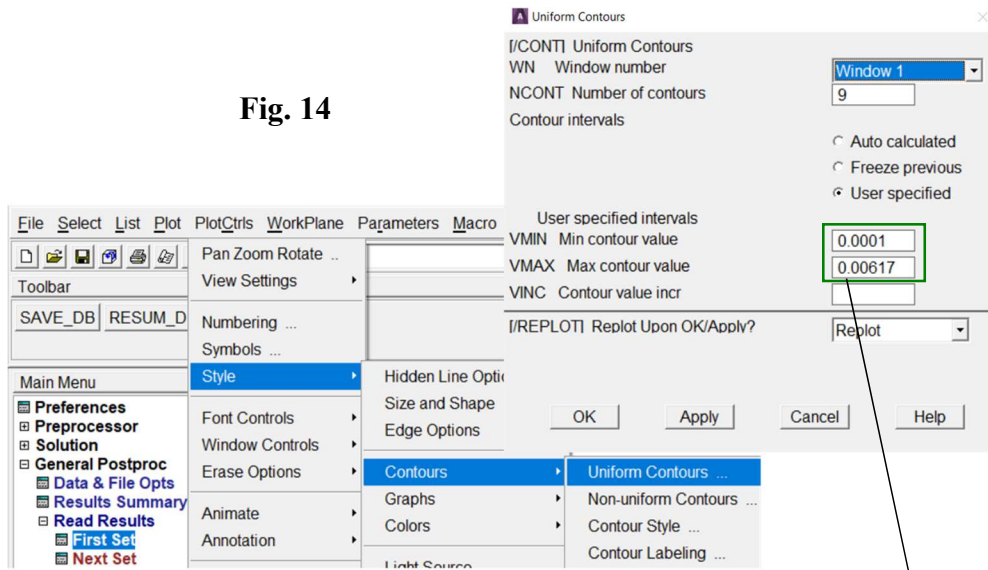 Uniform Contours
[/CONT] Uniform Contours
WN Window number Window 1
NCONT Number of contours 9
Contour intervals
Auto calculated
Freeze previous
User specified
User specified intervals
VMIN Min contour value 0.0001
VMAX Max contour value 0.00617
VINC Contour value incr
[/REPLOT] Replot Upon OK/Apply? Replot
OK Apply Cancel Help
Fig. 14
File Select List Plot PlotCtrls WorkPlane Parameters Macro
Toolbar
SAVE_DB RESUM_D
Main Menu
Preferences
Preprocessor
Solution
General Postproc
Data & File Opts
Results Summary
Read Results
First Set
Next Set
Pan Zoom Rotate ..
View Settings
Numbering ...
Symbols ...
Style
Font Controls
Window Controls
Erase Options
Animate
Annotation
Hidden Line Optio
Size and Shape
Edge Options
Contours
Graphs
Colors
Light Source
Uniform Contours ...
Non-uniform Contours ...
Contour Style ...
Contour Labeling ...